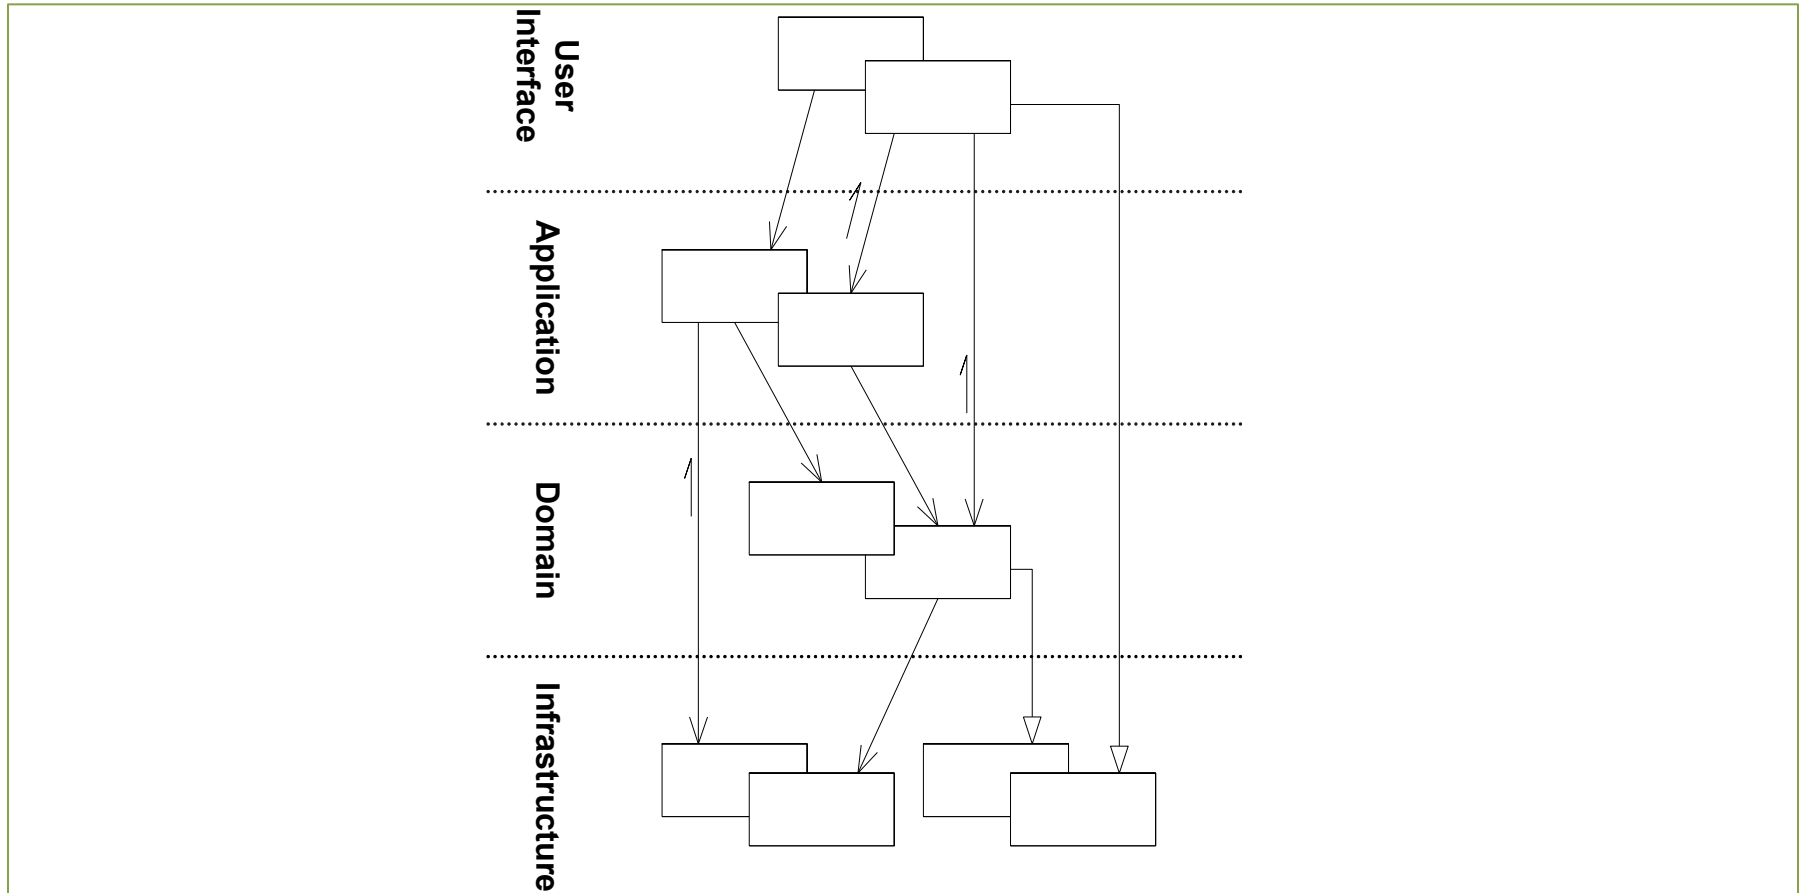 User
Interface
Application
Domain
Infrastructure